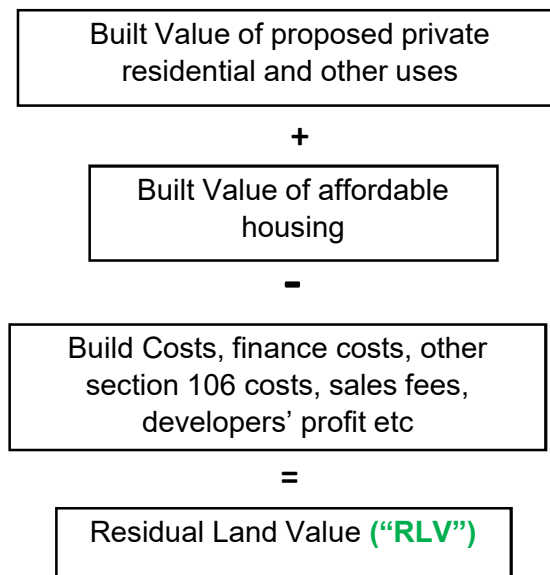 Built Value of proposed private
residential and other uses
+
Built Value of affordable
housing
-
Build Costs, finance costs, other
section 106 costs, sales fees,
developers’ profit etc
=
Residual Land Value (“RLV”)